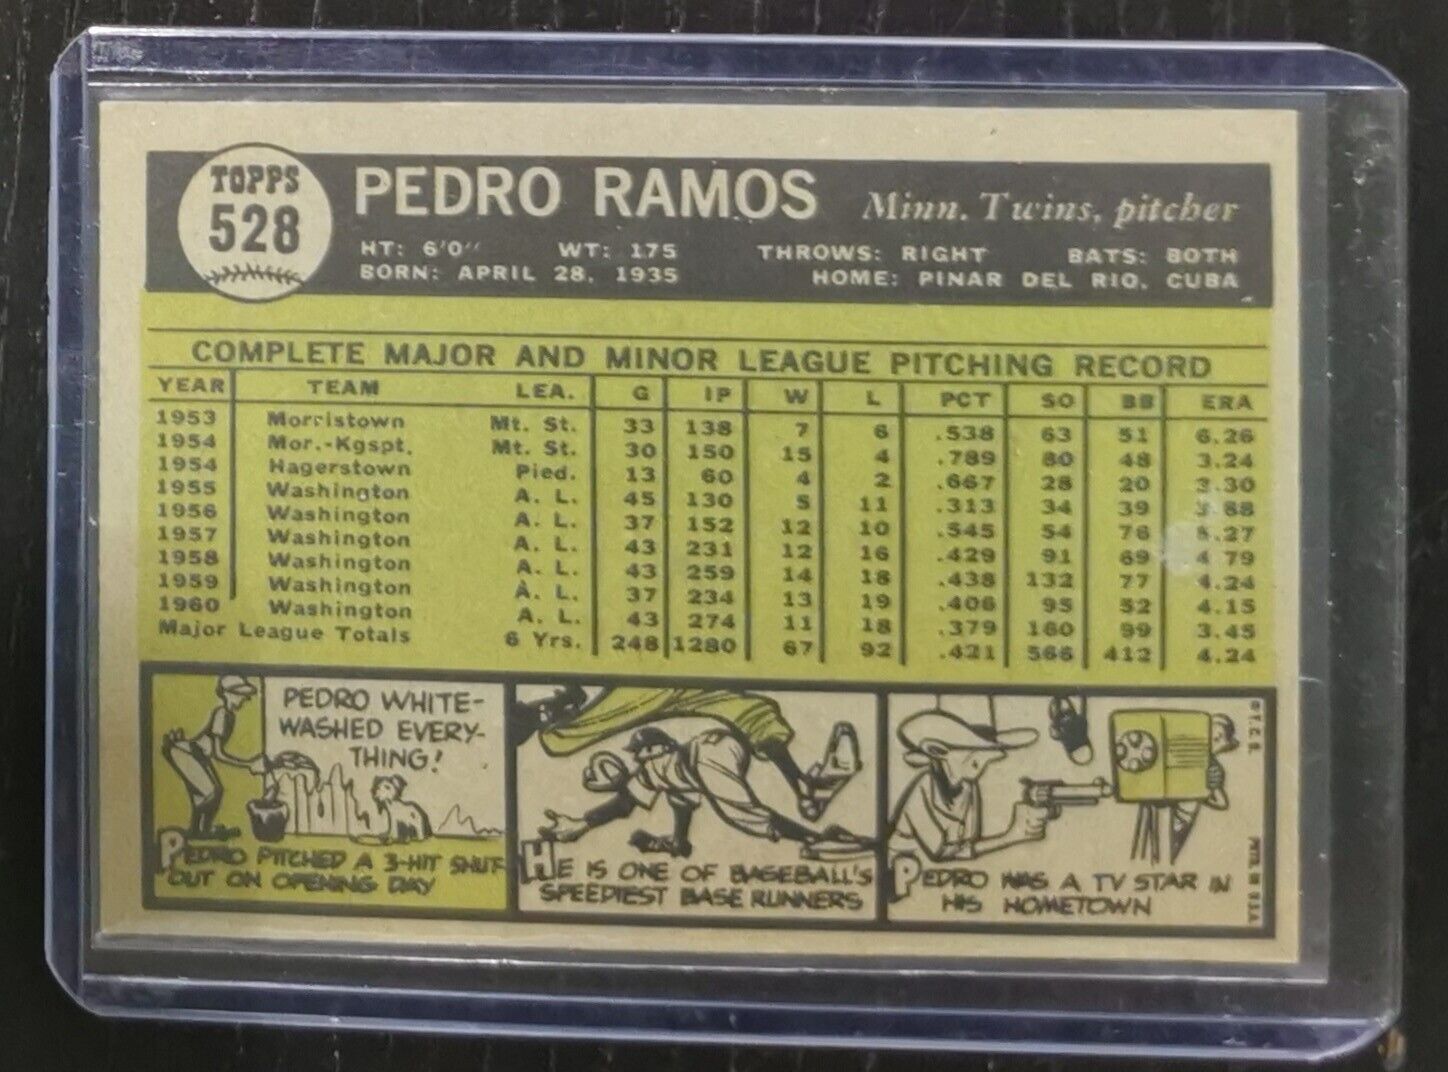 TOPPS
528
PEDRO RAMOS Minn. Twins, pitcher
HT: 6'0" WT: 175 THROWS: RIGHT BATS: BOTH
BORN: APRIL 28, 1935 HOME: PINAR DEL RIO, CUBA
COMPLETE MAJOR AND MINOR LEAGUE PITCHING RECORD
YEAR TEAM LEA. G IP W L PCT SO BB ERA
1953 Morristown Mt. St. 33 138 7 6 .538 63 51 6.26
1954 Mor.-Kgspt. Mt. St. 30 150 15 4 .789 80 48 3.24
1954 Hagerstown Pied. 13 60 4 2 .667 28 20 3.30
1955 Washington A. L. 45 130 5 11 .313 34 39 3.88
1956 Washington A. L. 37 152 12 10 .545 54 76 5.27
1957 Washington A. L. 43 231 12 16 .429 91 69 4.79
1958 Washington A. L. 43 259 14 18 .438 132 77 4.24
1959 Washington A. L. 37 234 13 19 .406 95 52 4.15
1960 Washington A. L. 43 274 11 18 .379 160 99 3.45
Major League Totals 6 Yrs. 248 1280 67 92 .421 566 412 4.24
PEDRO WHITE-
WASHED EVERY-
THING!
PEDRO PITCHED A 3-HIT SHUT-
OUT ON OPENING DAY
HE IS ONE OF BASEBALL'S
SPEEDIEST BASE RUNNERS
PEDRO WAS A TV STAR IN
HIS HOMETOWN
© T. C. G.
PRTD. IN U.S.A.